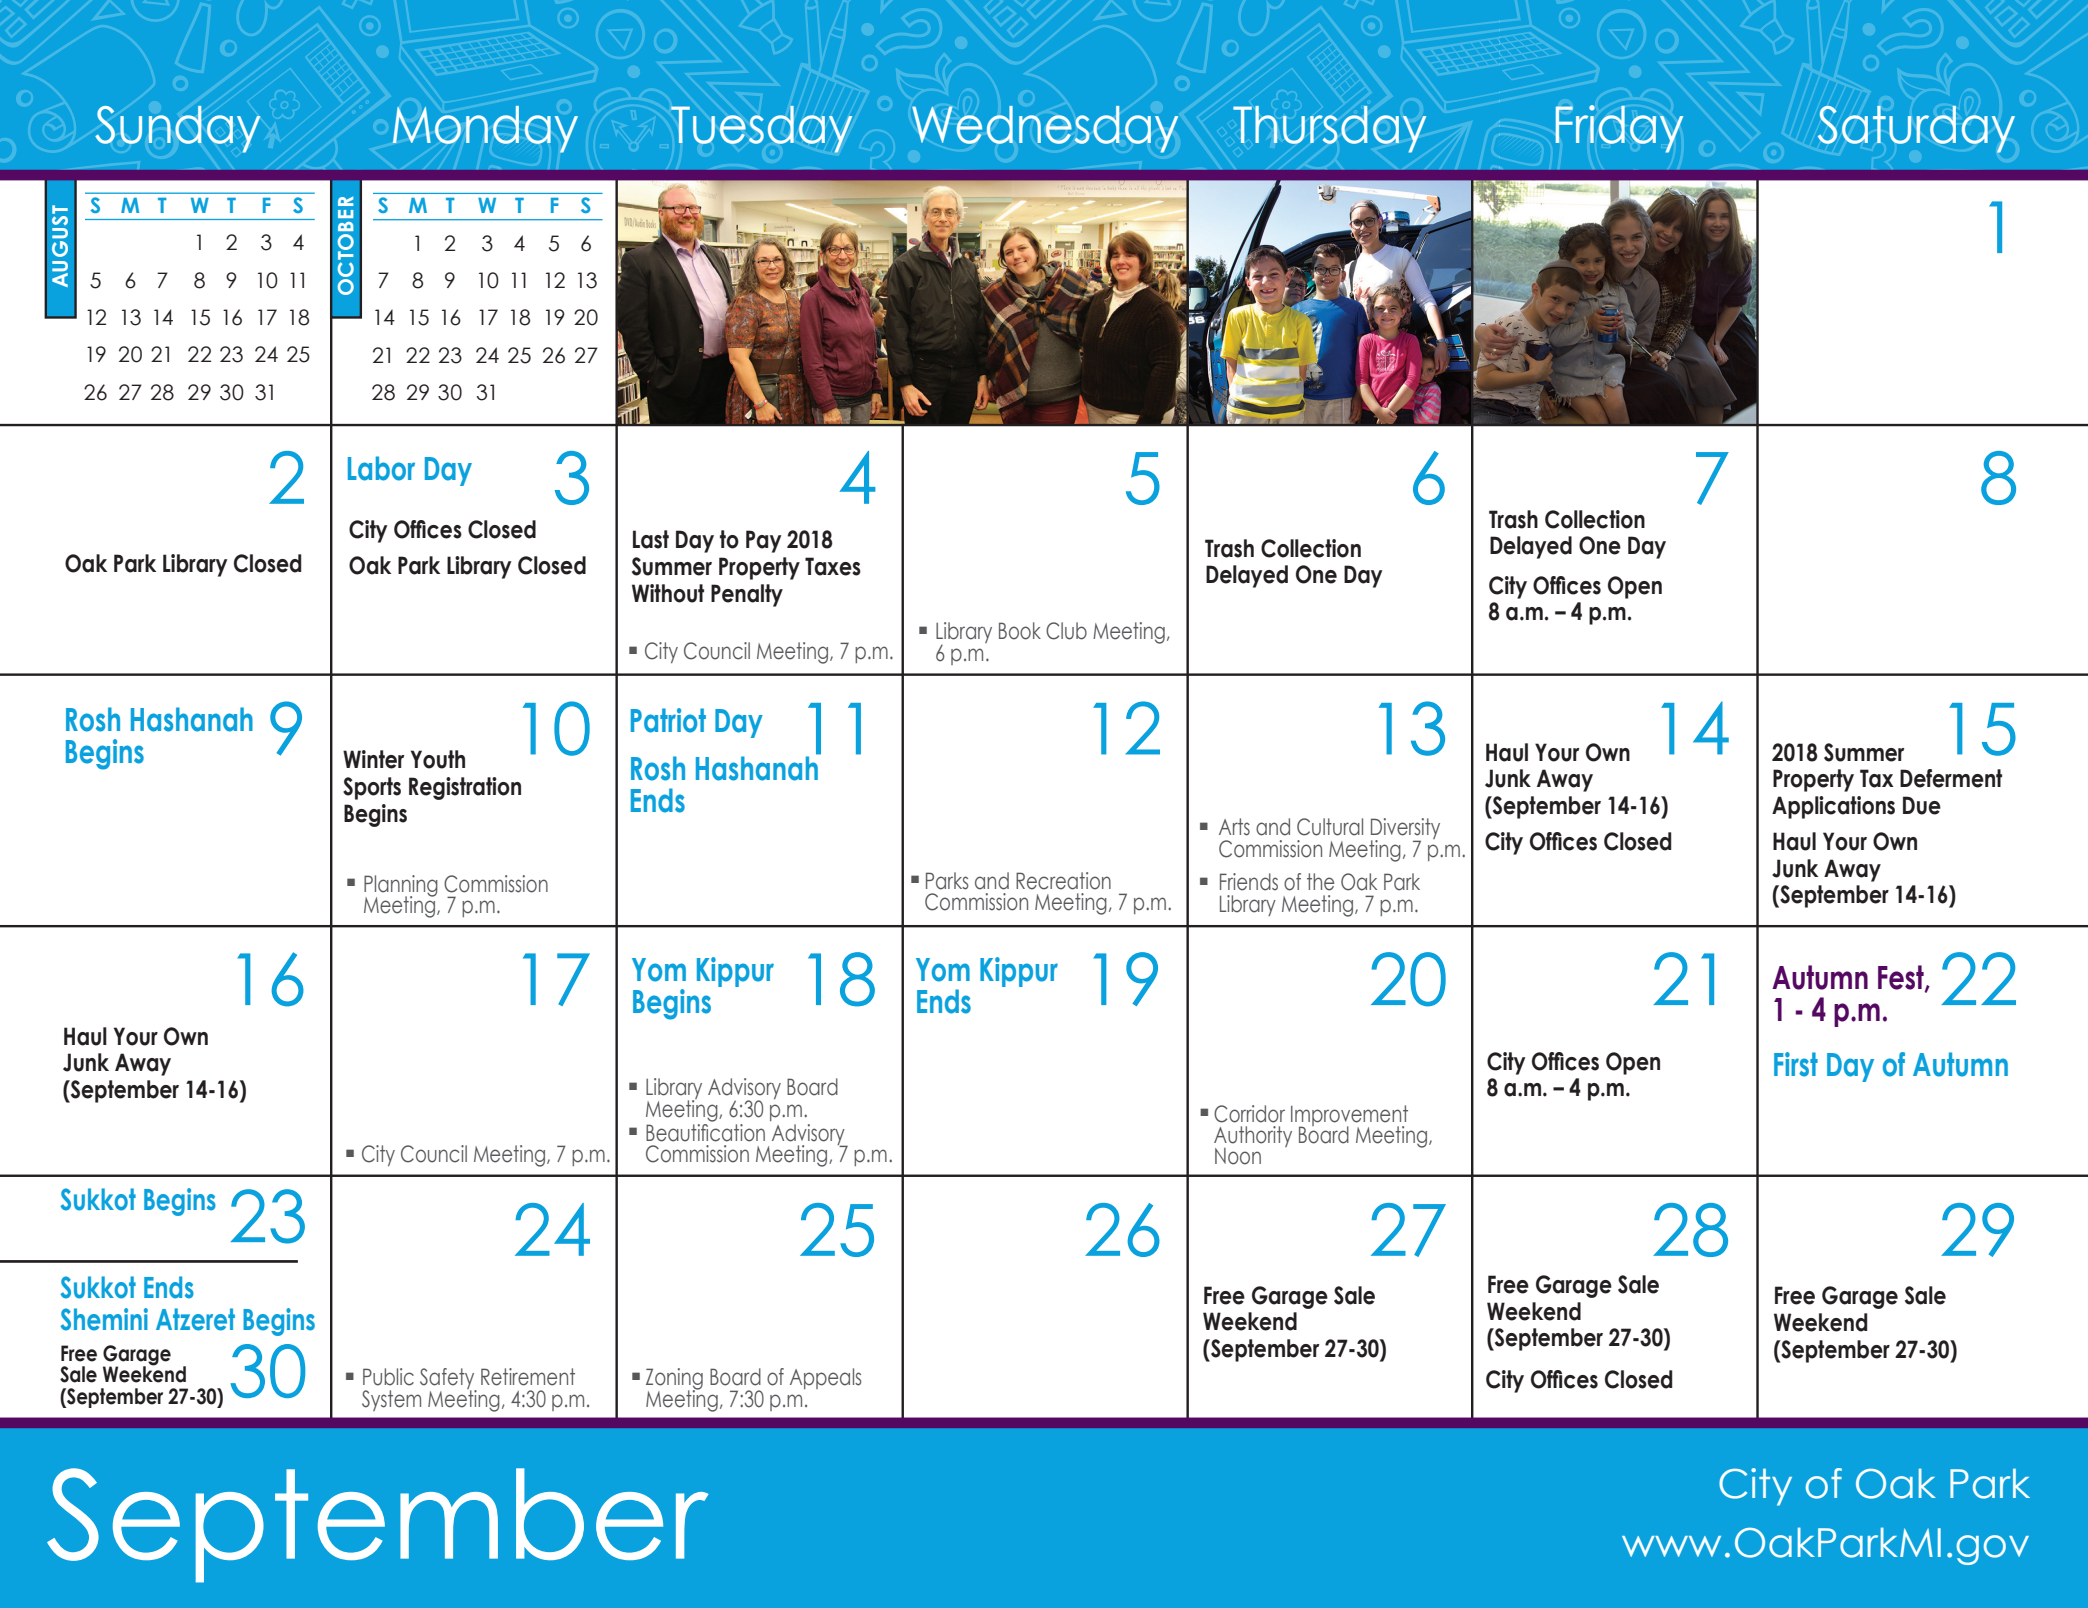 Sunday Monday Tuesday Wednesday Thursday Friday Saturday
AUGUST
S M T W T F S
1 2 3 4
5 6 7 8 9 10 11
12 13 14 15 16 17 18
19 20 21 22 23 24 25
26 27 28 29 30 31
OCTOBER
S M T W T F S
1 2 3 4 5 6
7 8 9 10 11 12 13
14 15 16 17 18 19 20
21 22 23 24 25 26 27
28 29 30 31
1
2
Oak Park Library Closed
Labor Day 3
City Offices Closed
Oak Park Library Closed
4
Last Day to Pay 2018
Summer Property Taxes
Without Penalty
▪ City Council Meeting, 7 p.m.
5
▪ Library Book Club Meeting,
6 p.m.
6
Trash Collection
Delayed One Day
7
Trash Collection
Delayed One Day
City Offices Open
8 a.m. – 4 p.m.
8
Rosh Hashanah 9
Begins
10
Winter Youth
Sports Registration
Begins
▪ Planning Commission
Meeting, 7 p.m.
Patriot Day 11
Rosh Hashanah
Ends
12
▪ Parks and Recreation
Commission Meeting, 7 p.m.
13
▪ Arts and Cultural Diversity
Commission Meeting, 7 p.m.
▪ Friends of the Oak Park
Library Meeting, 7 p.m.
14
Haul Your Own
Junk Away
(September 14-16)
City Offices Closed
15
2018 Summer
Property Tax Deferment
Applications Due
Haul Your Own
Junk Away
(September 14-16)
16
Haul Your Own
Junk Away
(September 14-16)
17
▪ City Council Meeting, 7 p.m.
Yom Kippur 18
Begins
▪ Library Advisory Board
Meeting, 6:30 p.m.
▪ Beautification Advisory
Commission Meeting, 7 p.m.
Yom Kippur 19
Ends
20
▪ Corridor Improvement
Authority Board Meeting,
Noon
21
City Offices Open
8 a.m. – 4 p.m.
Autumn Fest, 22
1 - 4 p.m.
First Day of Autumn
Sukkot Begins 23
Sukkot Ends
Shemini Atzeret Begins
Free Garage
Sale Weekend
(September 27-30) 30
24
▪ Public Safety Retirement
System Meeting, 4:30 p.m.
25
▪ Zoning Board of Appeals
Meeting, 7:30 p.m.
26
27
Free Garage Sale
Weekend
(September 27-30)
28
Free Garage Sale
Weekend
(September 27-30)
City Offices Closed
29
Free Garage Sale
Weekend
(September 27-30)
September
City of Oak Park
www.OakParkMI.gov